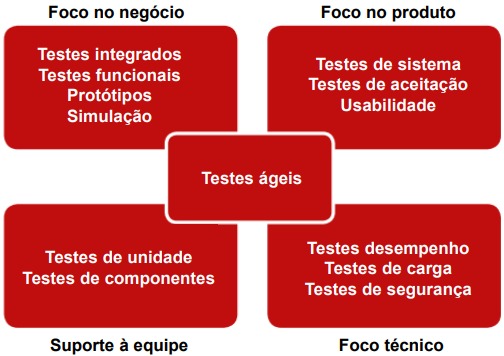 Foco no negócio
Foco no produto
Testes integrados
Testes funcionais
Protótipos
Simulação
Testes de sistema
Testes de aceitação
Usabilidade
Testes ágeis
Testes de unidade
Testes de componentes
Testes desempenho
Testes de carga
Testes de segurança
Suporte à equipe
Foco técnico